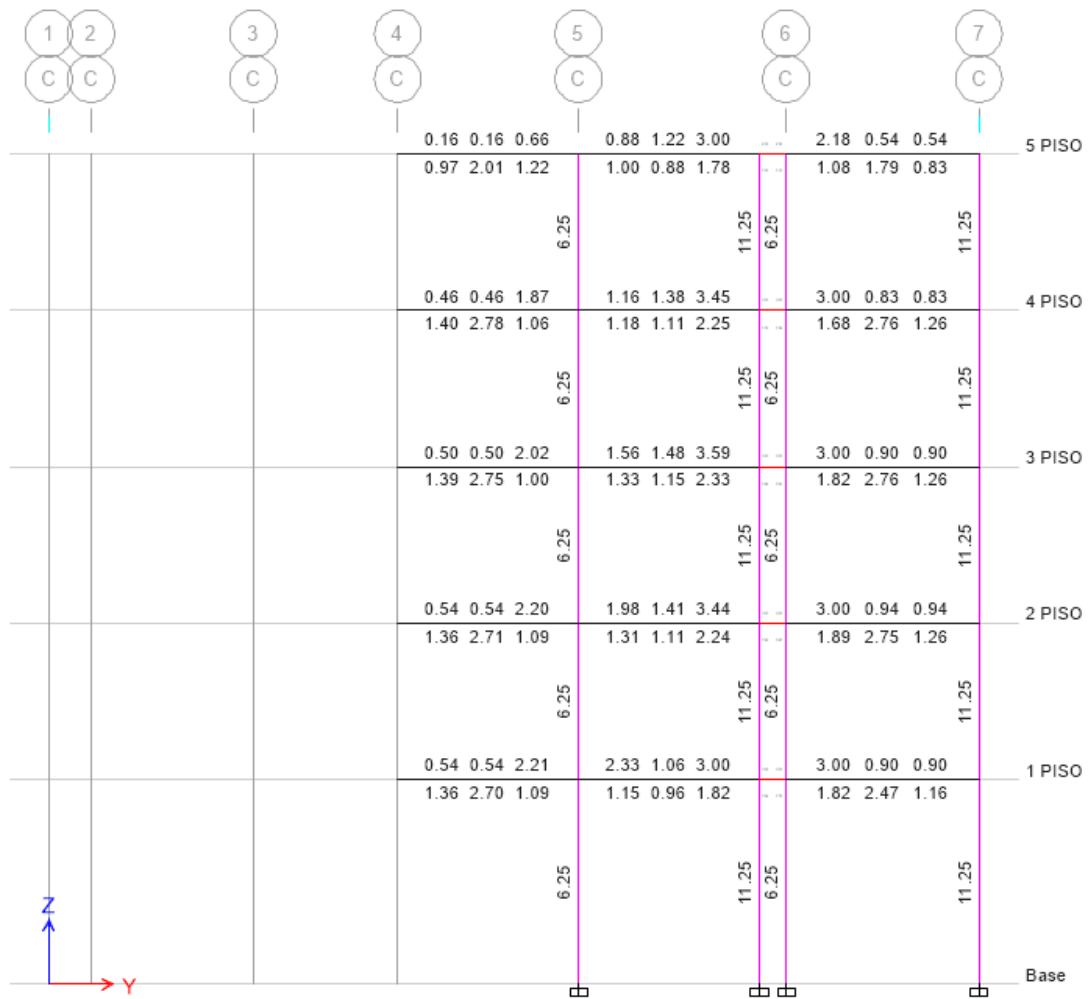 1 2 3 4 5 6 7
C C C C C C C
0.16 0.16 0.66 0.88 1.22 3.00 2.18 0.54 0.54 5 PISO
0.97 2.01 1.22 1.00 0.88 1.78 1.08 1.79 0.83
6.25 11.25 6.25 11.25
0.46 0.46 1.87 1.16 1.38 3.45 3.00 0.83 0.83 4 PISO
1.40 2.78 1.06 1.18 1.11 2.25 1.68 2.76 1.26
6.25 11.25 6.25 11.25
0.50 0.50 2.02 1.56 1.48 3.59 3.00 0.90 0.90 3 PISO
1.39 2.75 1.00 1.33 1.15 2.33 1.82 2.76 1.26
6.25 11.25 6.25 11.25
0.54 0.54 2.20 1.98 1.41 3.44 3.00 0.94 0.94 2 PISO
1.36 2.71 1.09 1.31 1.11 2.24 1.89 2.75 1.26
6.25 11.25 6.25 11.25
0.54 0.54 2.21 2.33 1.06 3.00 3.00 0.90 0.90 1 PISO
1.36 2.70 1.09 1.15 0.96 1.82 1.82 2.47 1.16
6.25 11.25 6.25 11.25
Z
Y
Base